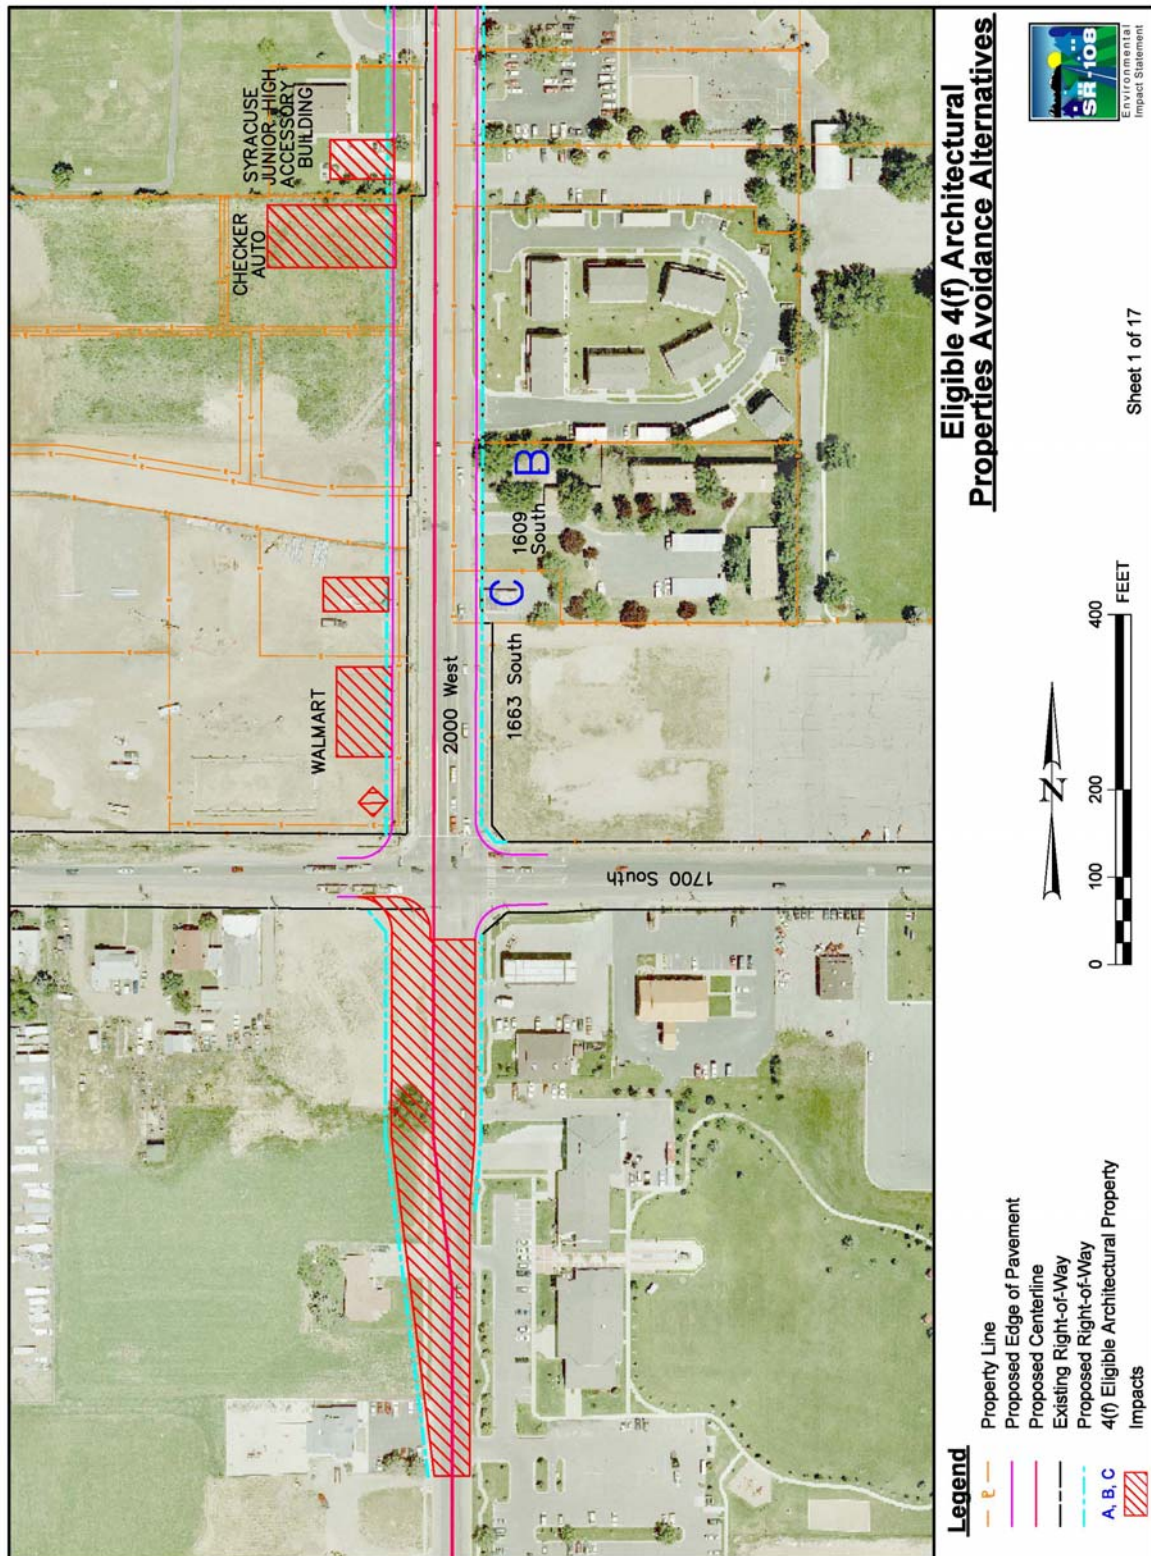 SYRACUSE
JUNIOR HIGH
ACCESSORY
BUILDING
CHECKER
AUTO
WALMART
2000 West
1700 South
1663 South
1609
South
B
C
Eligible 4(f) Architectural
Properties Avoidance Alternatives
Sheet 1 of 17
SR-108
Environmental
Impact Statement
N
0
100
200
400
FEET
Legend
Property Line
Proposed Edge of Pavement
Proposed Centerline
Existing Right-of-Way
Proposed Right-of-Way
A, B, C 4(f) Eligible Architectural Property
Impacts